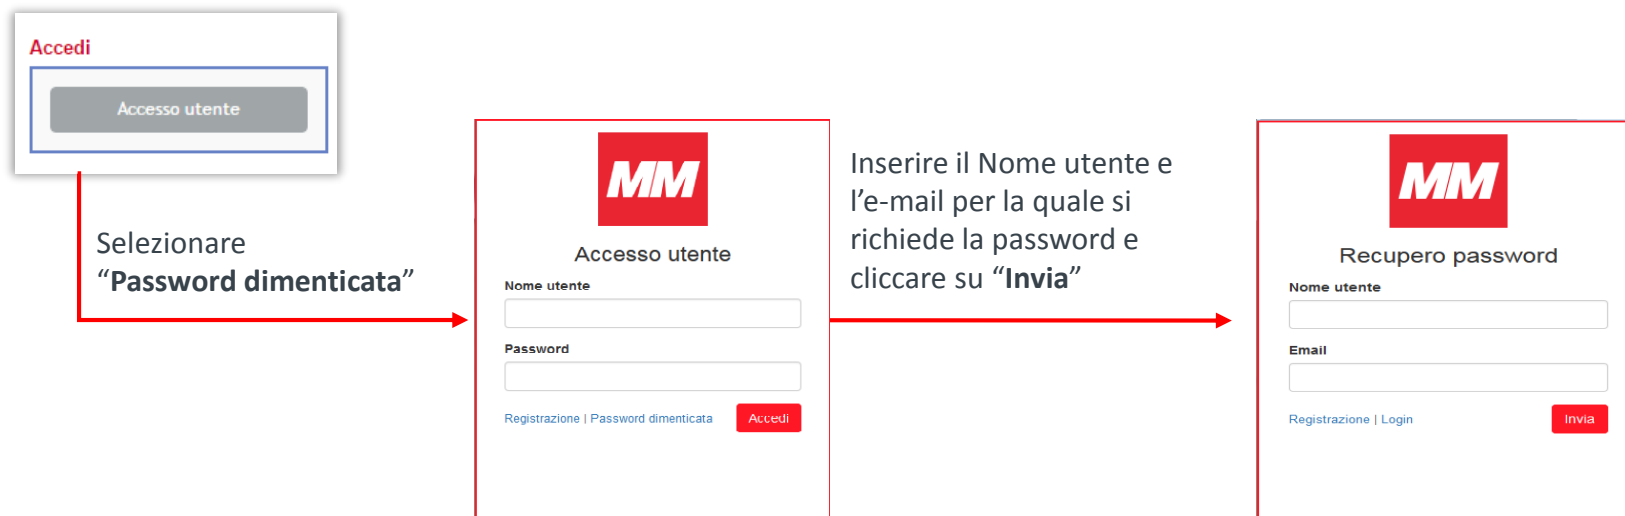 Accedi
Accesso utente
Selezionare
“Password dimenticata”
MM
Accesso utente
Nome utente
Password
Registrazione | Password dimenticata
Accedi
Inserire il Nome utente e
l’e-mail per la quale si
richiede la password e
cliccare su “Invia”
MM
Recupero password
Nome utente
Email
Registrazione | Login
Invia